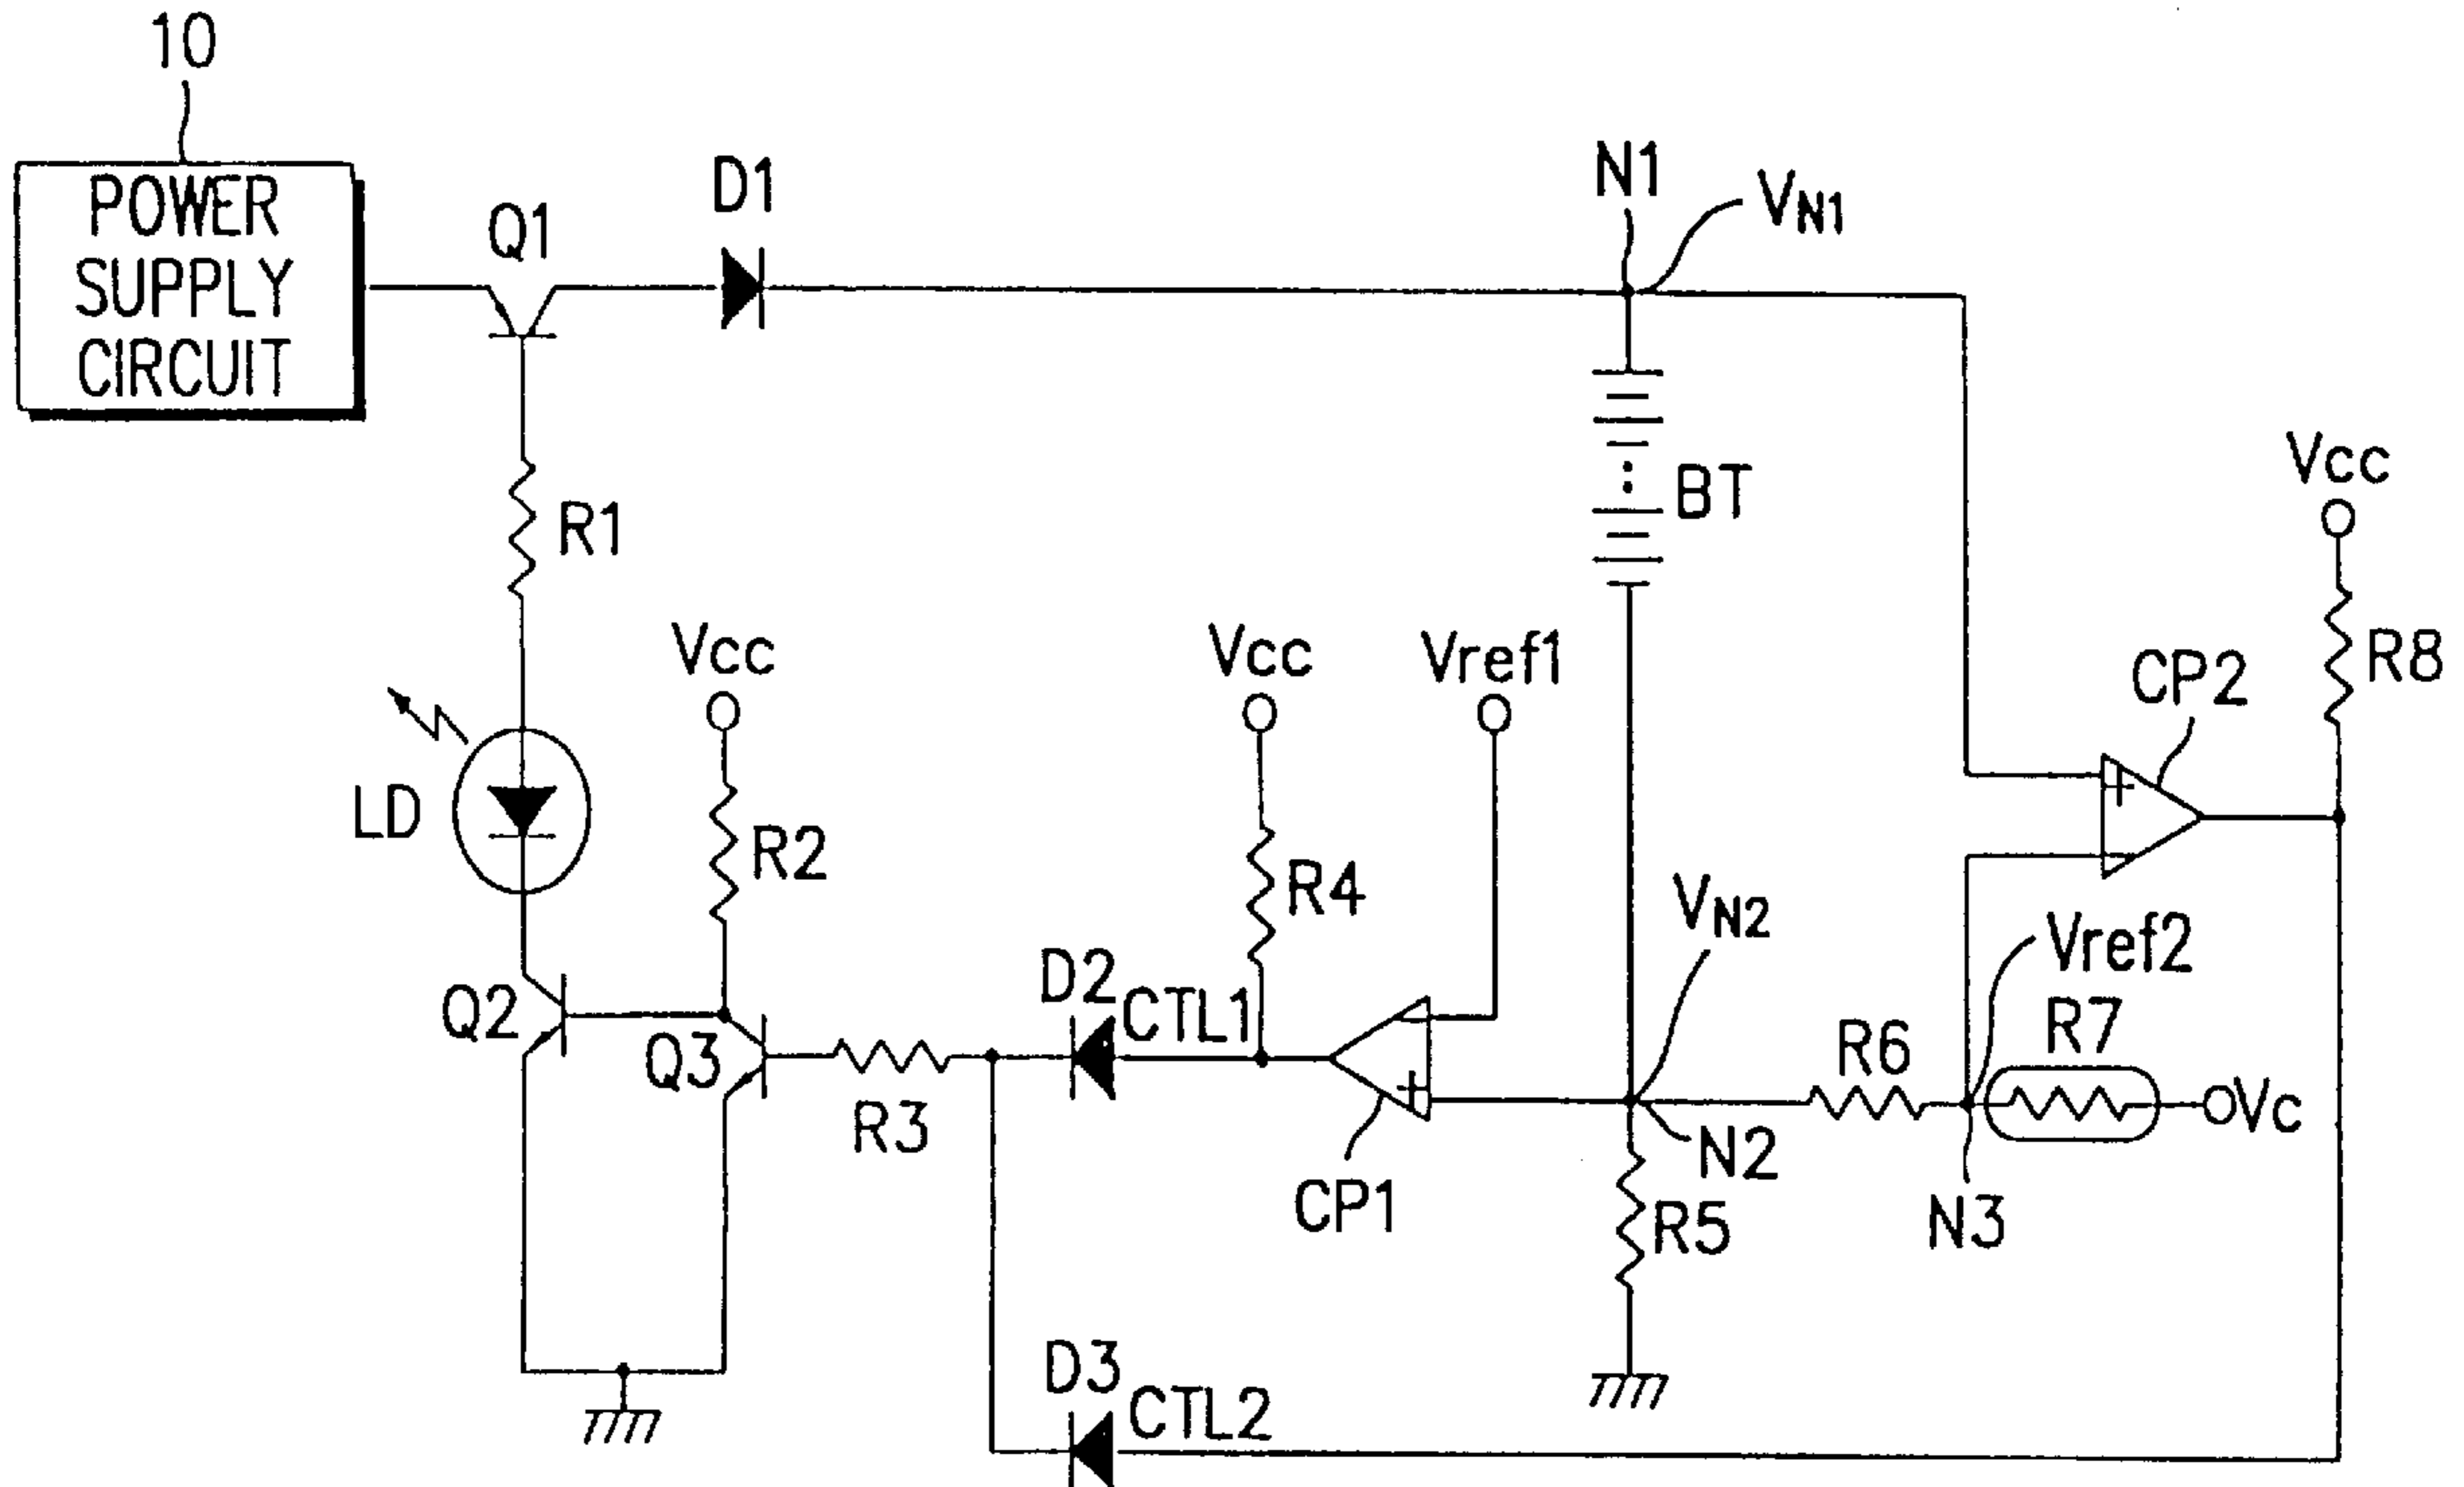 10
POWER
SUPPLY
CIRCUIT
Q1
D1
N1
VN1
R1
BT
Vcc
R8
Vcc
Vcc
Vref1
CP2
LD
R2
R4
VN2
Vref2
D2
CTL1
Q2
Q3
R3
R6
R7
Vc
N2
CP1
R5
N3
D3
CTL2